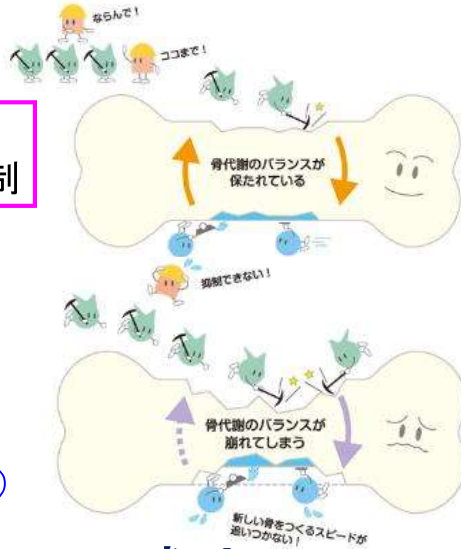 ならんで！
ココまで！
制
骨代謝のバランスが
保たれている
抑制できない！
骨代謝のバランスが
崩れてしまう
新しい骨をつくるスピードが
追いつかない！